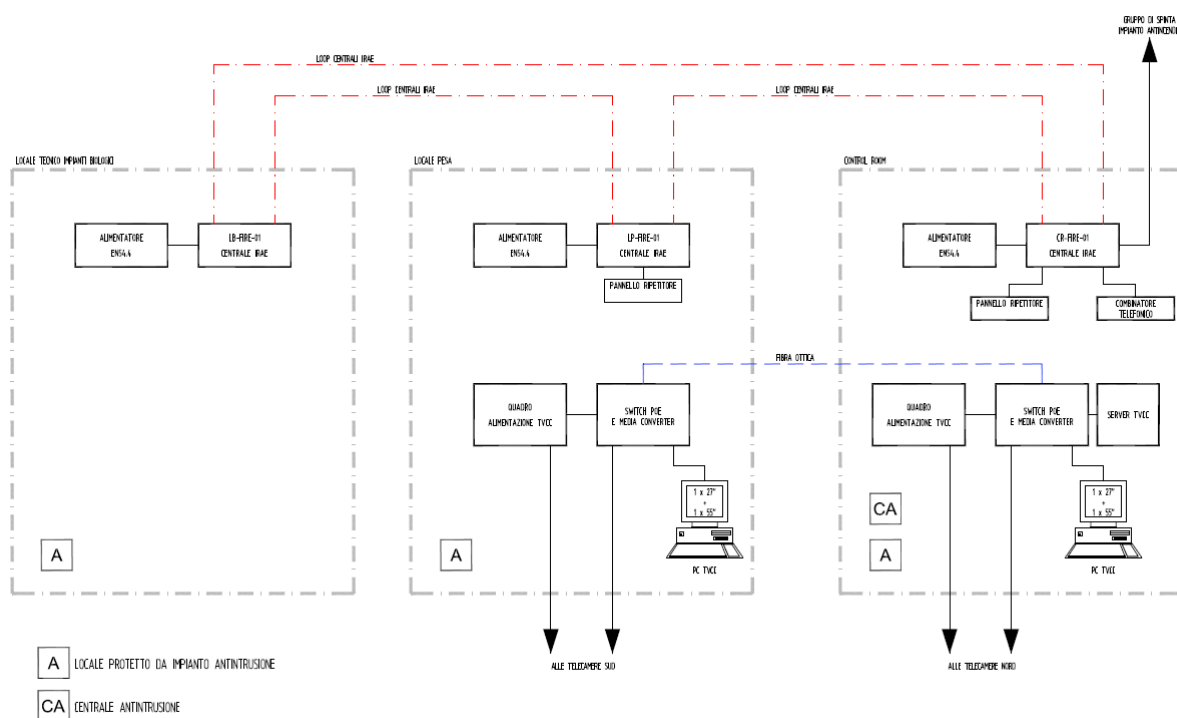 GRUPPO DI SPINTA
IMPIANTO ANTINCENDI
LOOP CENTRALI IRAE
LOOP CENTRALI IRAE
LOOP CENTRALI IRAE
LOCALE TECNICO IMPIANTI BIOLOGICI
LOCALE PESA
CONTROL ROOM
ALIMENTATORE
EN54.4
LB-FIRE-01
CENTRALE IRAE
ALIMENTATORE
EN54.4
LP-FIRE-01
CENTRALE IRAE
PANNELLO RIPETITORE
ALIMENTATORE
EN54.4
CR-FIRE-01
CENTRALE IRAE
PANNELLO RIPETITORE
COMBINATORE
TELEFONICO
FIBRA OTTICA
QUADRO
ALIMENTAZIONE TVCC
SWITCH POE
E MEDIA CONVERTER
QUADRO
ALIMENTAZIONE TVCC
SWITCH POE
E MEDIA CONVERTER
SERVER TVCC
1 x 27"
+
1 x 55"
PC TVCC
1 x 27"
+
1 x 55"
PC TVCC
CA
A
A
A
ALLE TELECAMERE SUD
ALLE TELECAMERE NORD
A LOCALE PROTETTO DA IMPIANTO ANTINTRUSIONE
CA CENTRALE ANTINTRUSIONE